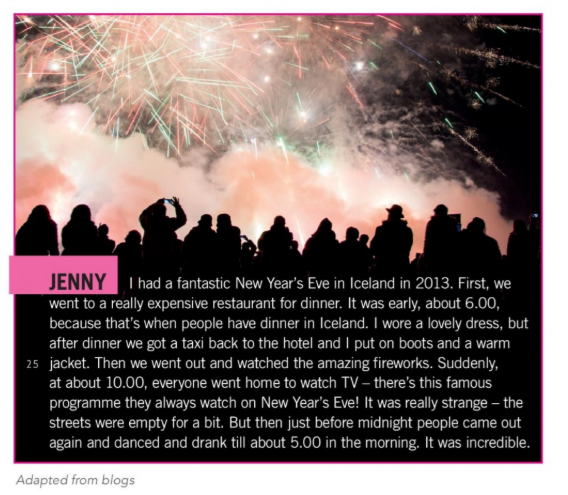 JENNY I had a fantastic New Year's Eve in Iceland in 2013. First, we
went to a really expensive restaurant for dinner. It was early, about 6.00,
because that's when people have dinner in Iceland. I wore a lovely dress, but
after dinner we got a taxi back to the hotel and I put on boots and a warm
25 jacket. Then we went out and watched the amazing fireworks. Suddenly,
at about 10.00, everyone went home to watch TV – there's this famous
programme they always watch on New Year's Eve! It was really strange – the
streets were empty for a bit. But then just before midnight people came out
again and danced and drank till about 5.00 in the morning. It was incredible.
Adapted from blogs